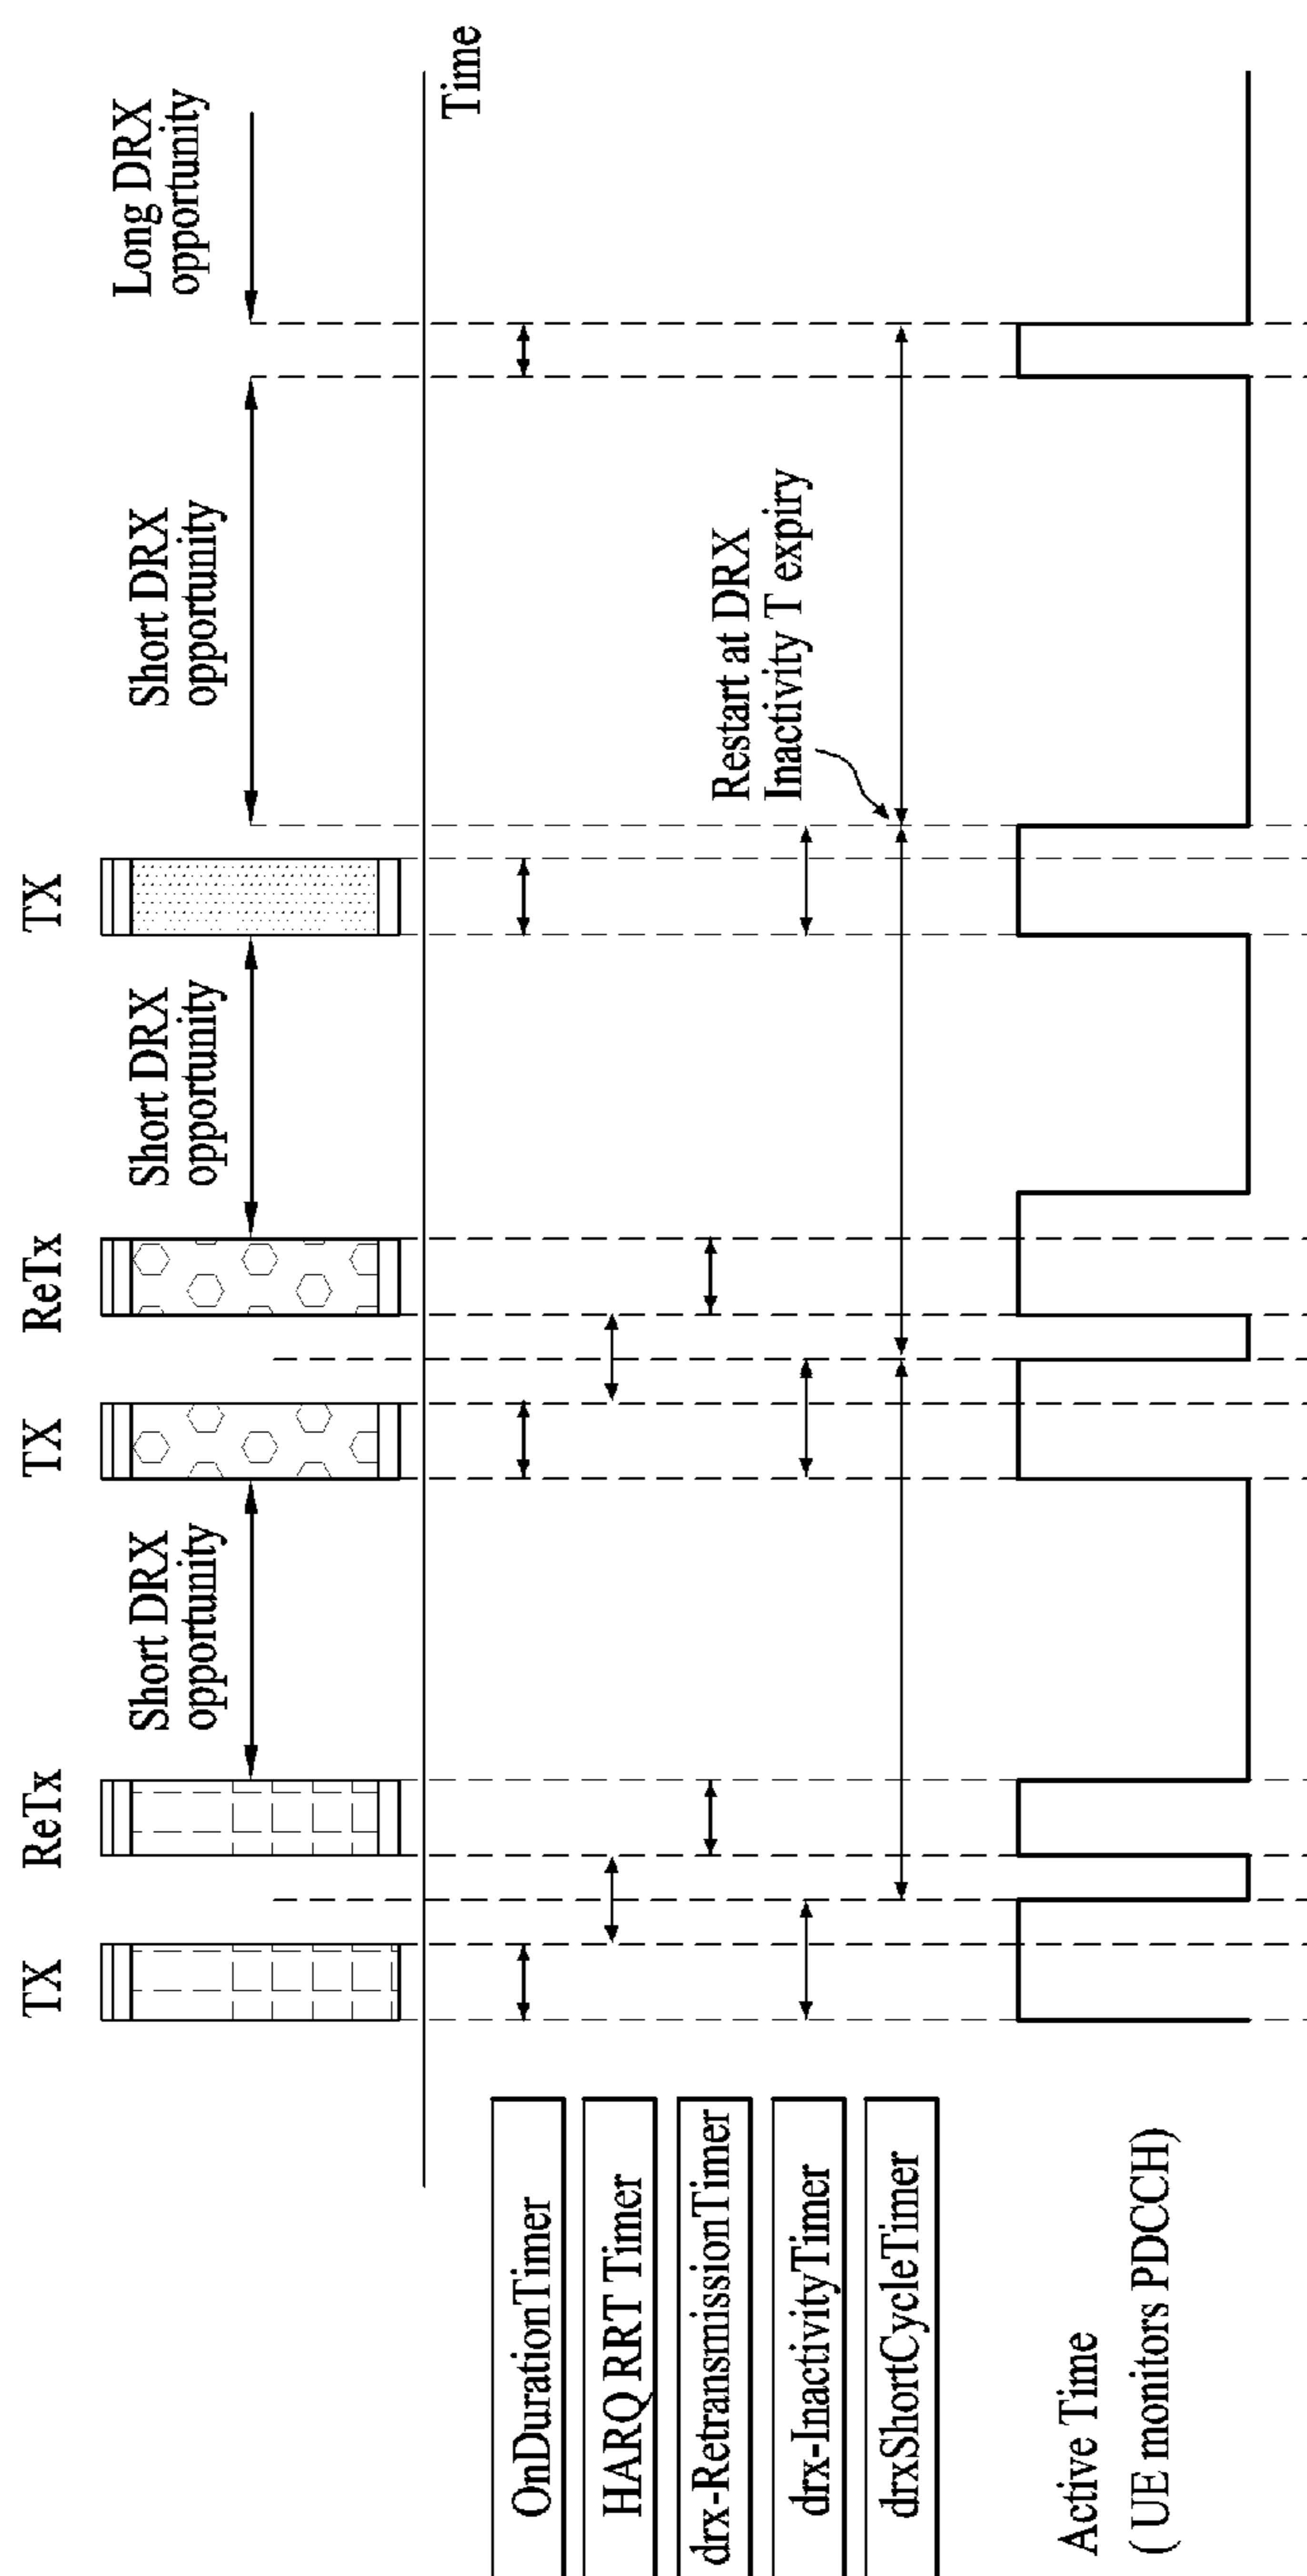 TX
ReTx
TX
ReTx
TX
Short DRX
opportunity
Short DRX
opportunity
Short DRX
opportunity
Long DRX
opportunity
Time
OnDurationTimer
HARQ RRT Timer
drx-RetransmissionTimer
drx-InactivityTimer
Restart at DRX
Inactivity T expiry
drxShortCycleTimer
Active Time
( UE monitors PDCCH)